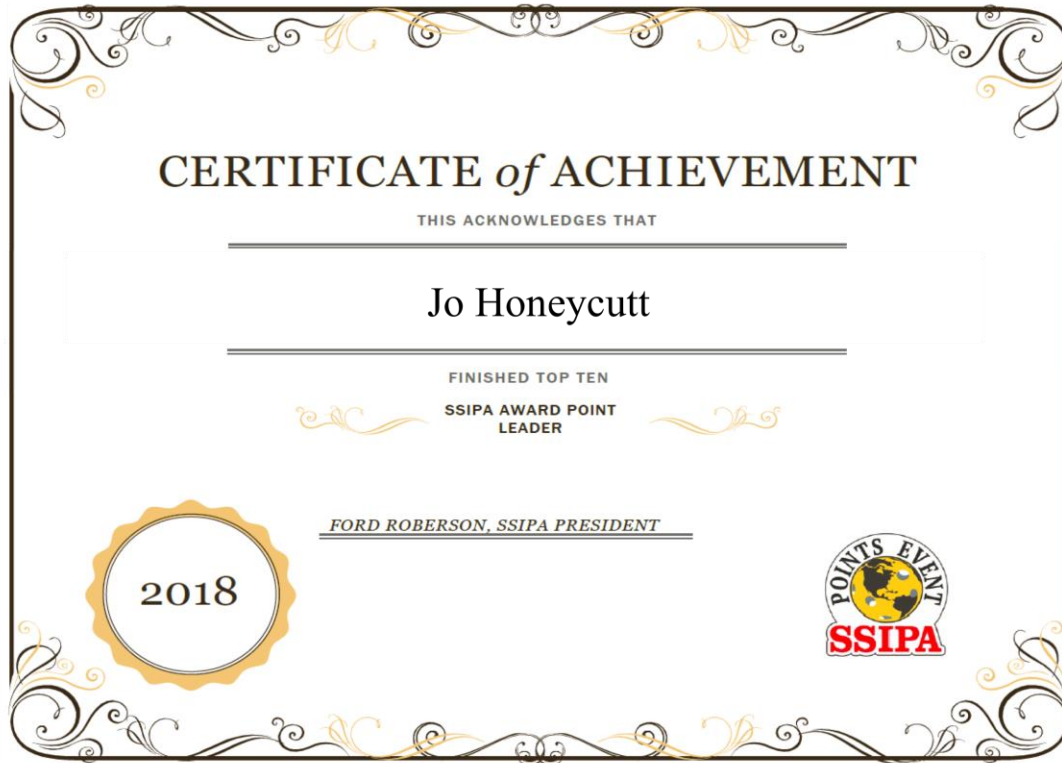 CERTIFICATE of ACHIEVEMENT
THIS ACKNOWLEDGES THAT
Jo Honeycutt
FINISHED TOP TEN
SSIPA AWARD POINT
LEADER
FORD ROBERSON, SSIPA PRESIDENT
2018
POINTS EVENT
SSIPA